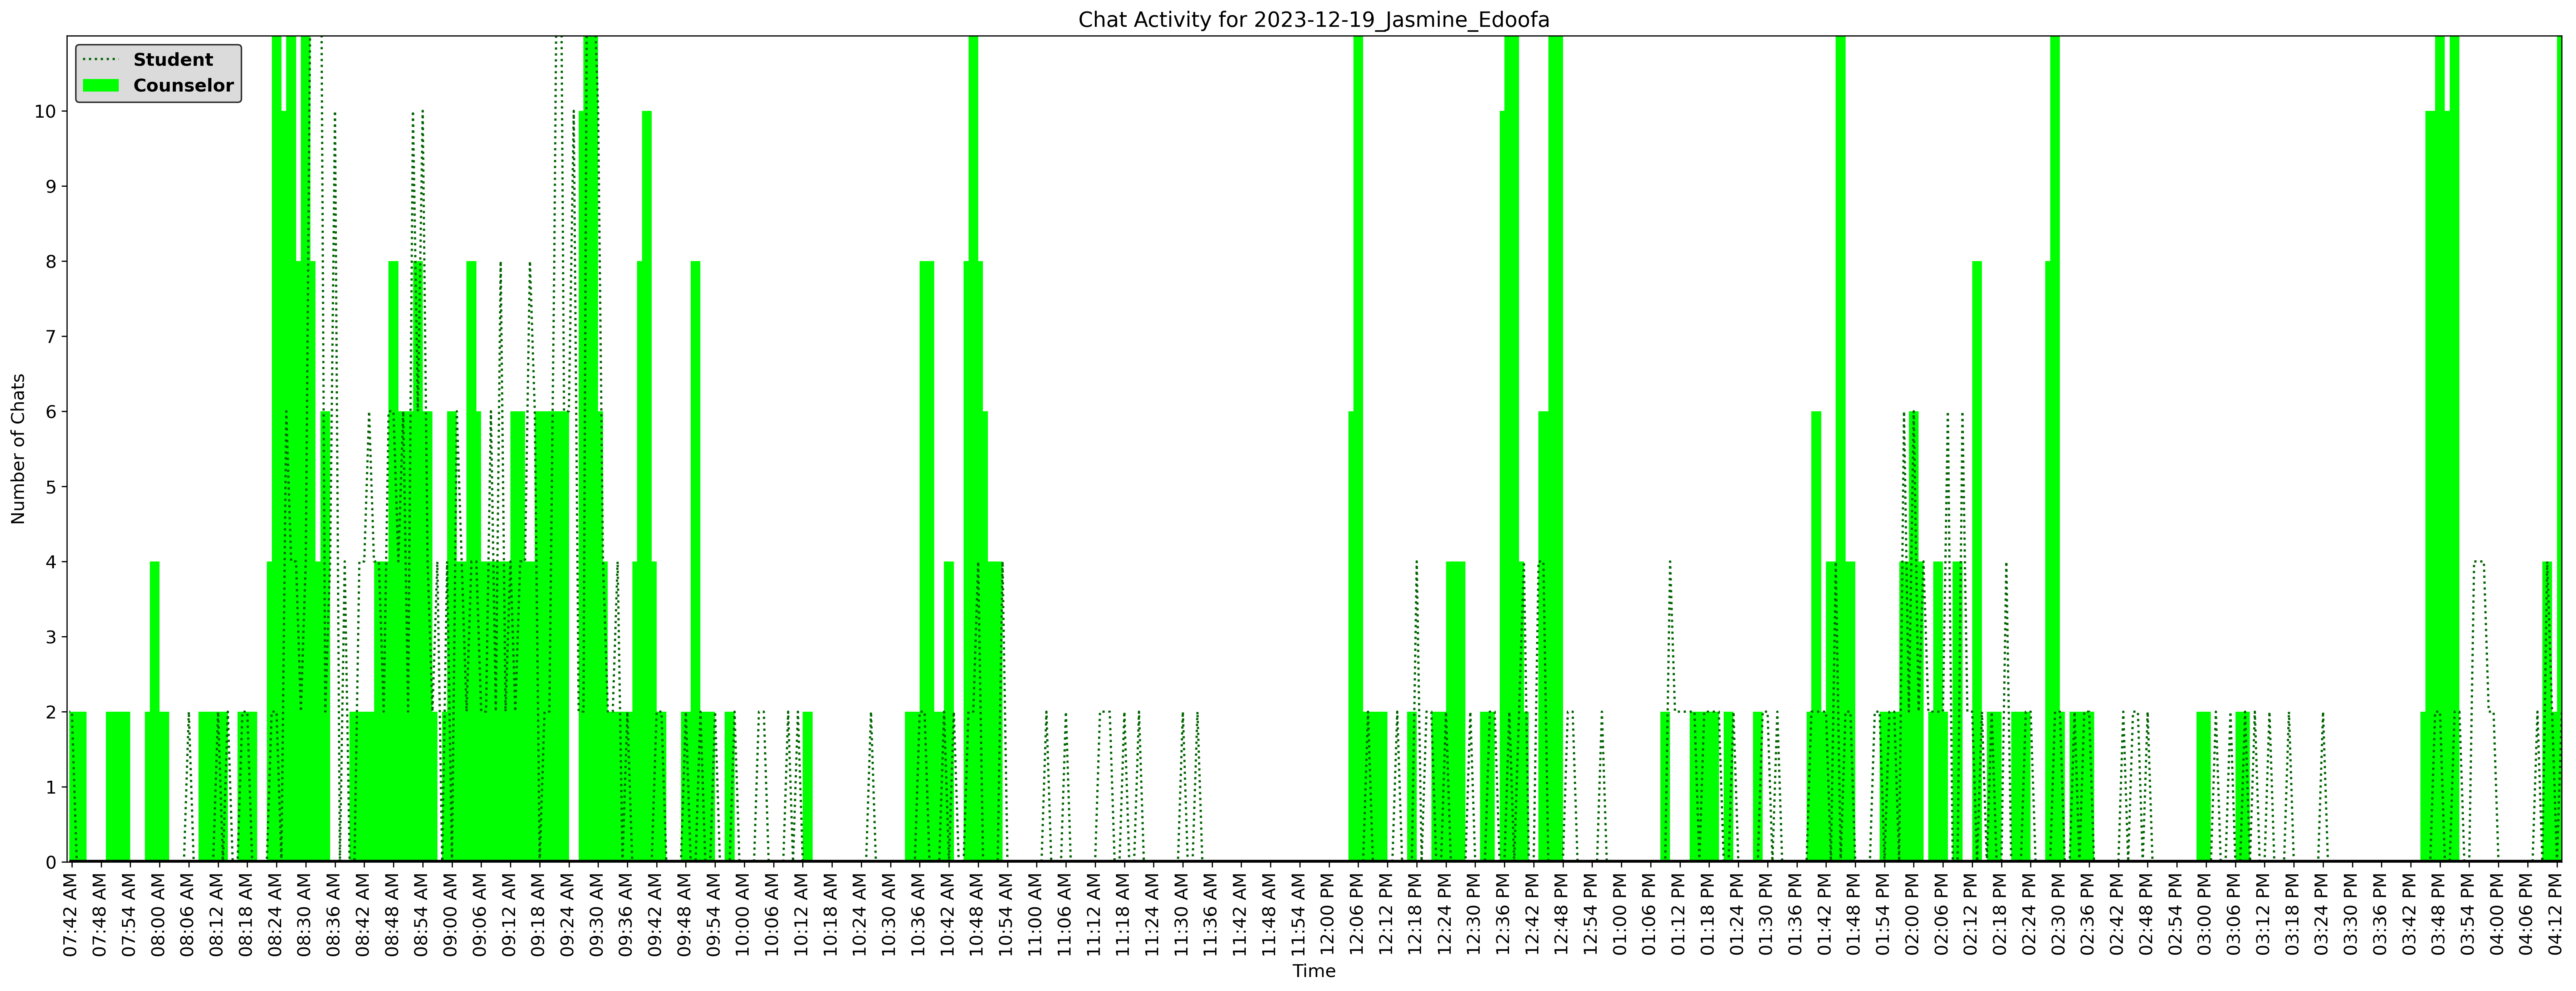 Chat Activity for 2023-12-19_Jasmine_Edoofa
Student
Counselor
Number of Chats
10
9
8
7
6
5
4
3
2
1
0
07:42 AM
07:48 AM
07:54 AM
08:00 AM
08:06 AM
08:12 AM
08:18 AM
08:24 AM
08:30 AM
08:36 AM
08:42 AM
08:48 AM
08:54 AM
09:00 AM
09:06 AM
09:12 AM
09:18 AM
09:24 AM
09:30 AM
09:36 AM
09:42 AM
09:48 AM
09:54 AM
10:00 AM
10:06 AM
10:12 AM
10:18 AM
10:24 AM
10:30 AM
10:36 AM
10:42 AM
10:48 AM
10:54 AM
11:00 AM
11:06 AM
11:12 AM
11:18 AM
11:24 AM
11:30 AM
11:36 AM
11:42 AM
11:48 AM
11:54 AM
12:00 PM
12:06 PM
12:12 PM
12:18 PM
12:24 PM
12:30 PM
12:36 PM
12:42 PM
12:48 PM
12:54 PM
01:00 PM
01:06 PM
01:12 PM
01:18 PM
01:24 PM
01:30 PM
01:36 PM
01:42 PM
01:48 PM
01:54 PM
02:00 PM
02:06 PM
02:12 PM
02:18 PM
02:24 PM
02:30 PM
02:36 PM
02:42 PM
02:48 PM
02:54 PM
03:00 PM
03:06 PM
03:12 PM
03:18 PM
03:24 PM
03:30 PM
03:36 PM
03:42 PM
03:48 PM
03:54 PM
04:00 PM
04:06 PM
04:12 PM
Time